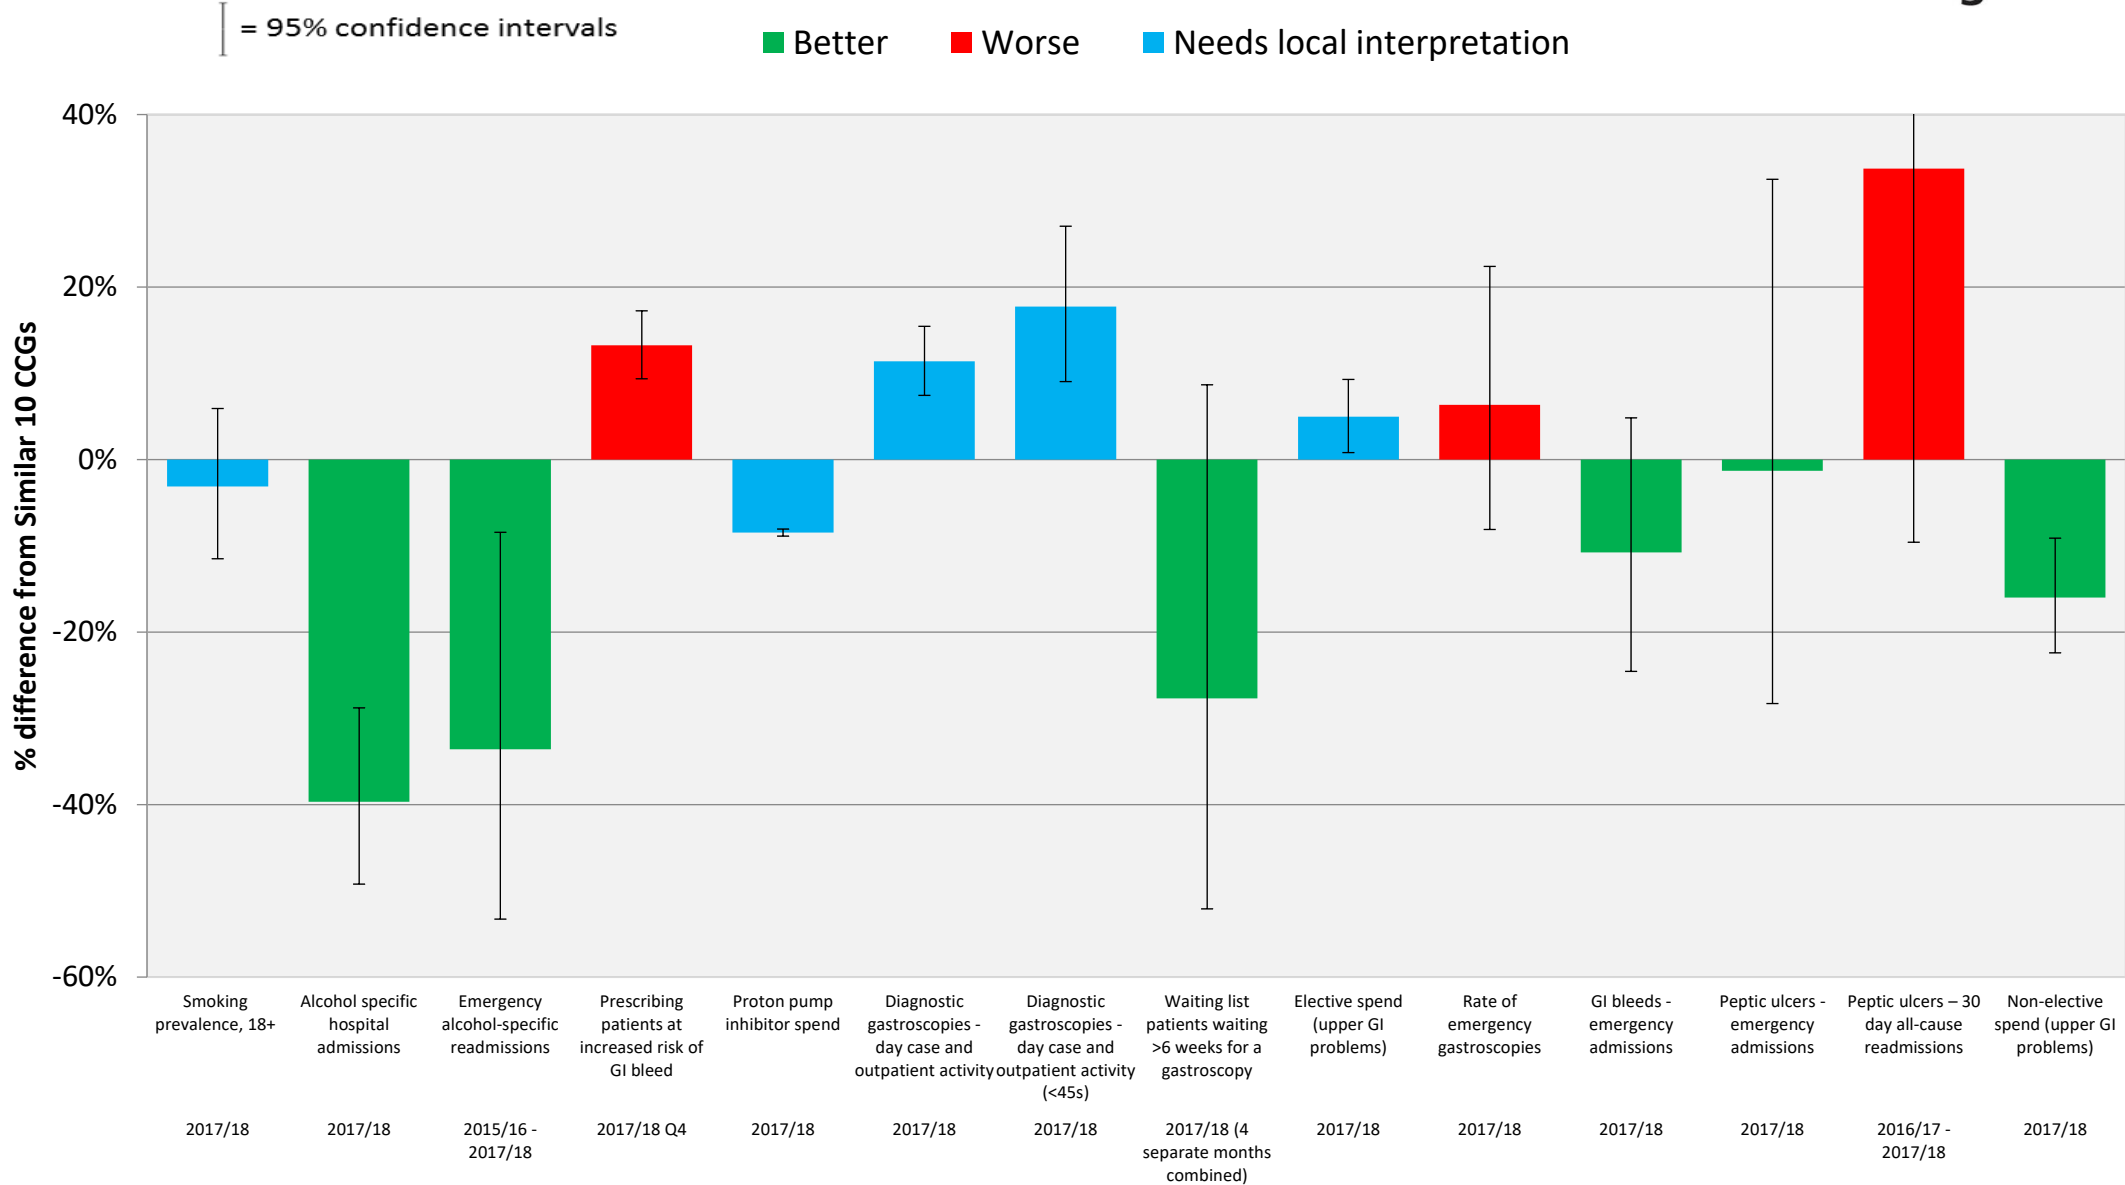 = 95% confidence intervals
Better
Worse
Needs local interpretation
% difference from Similar 10 CCGs
40%
20%
0%
-20%
-40%
-60%
Smoking
prevalence, 18+
2017/18
Alcohol specific
hospital
admissions
2017/18
Emergency
alcohol-specific
readmissions
2015/16 -
2017/18
Prescribing
patients at
increased risk of
GI bleed
2017/18 Q4
Proton pump
inhibitor spend
2017/18
Diagnostic
gastroscopies -
day case and
outpatient activity
2017/18
Diagnostic
gastroscopies -
day case and
outpatient activity
(<45s)
2017/18
Waiting list
patients waiting
>6 weeks for a
gastroscopy
2017/18 (4
separate months
combined)
Elective spend
(upper GI
problems)
2017/18
Rate of
emergency
gastroscopies
2017/18
GI bleeds -
emergency
admissions
2017/18
Peptic ulcers -
emergency
admissions
2017/18
Peptic ulcers – 30
day all-cause
readmissions
2016/17 -
2017/18
Non-elective
spend (upper GI
problems)
2017/18